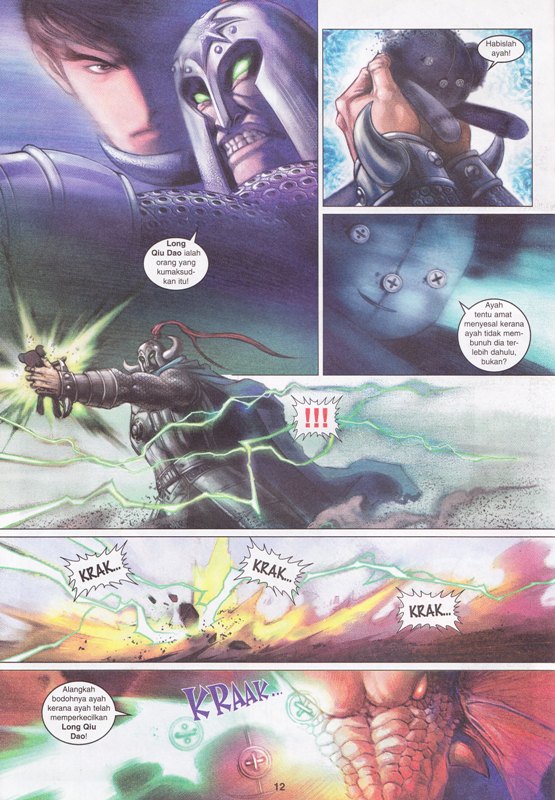 Long
Qiu Dao ialah
orang yang
kumaksud-
kan itu!
Habislah
ayah!
Ayah
tentu amat
menyesal kerana
ayah tidak mem-
bunuh dia ter-
lebih dahulu,
bukan?
!!!
KRAK...
KRAK...
KRAK...
Alangkah
bodohnya ayah
kerana ayah telah
memperkecilkan
Long Qiu
Dao!
KRAAK...
12